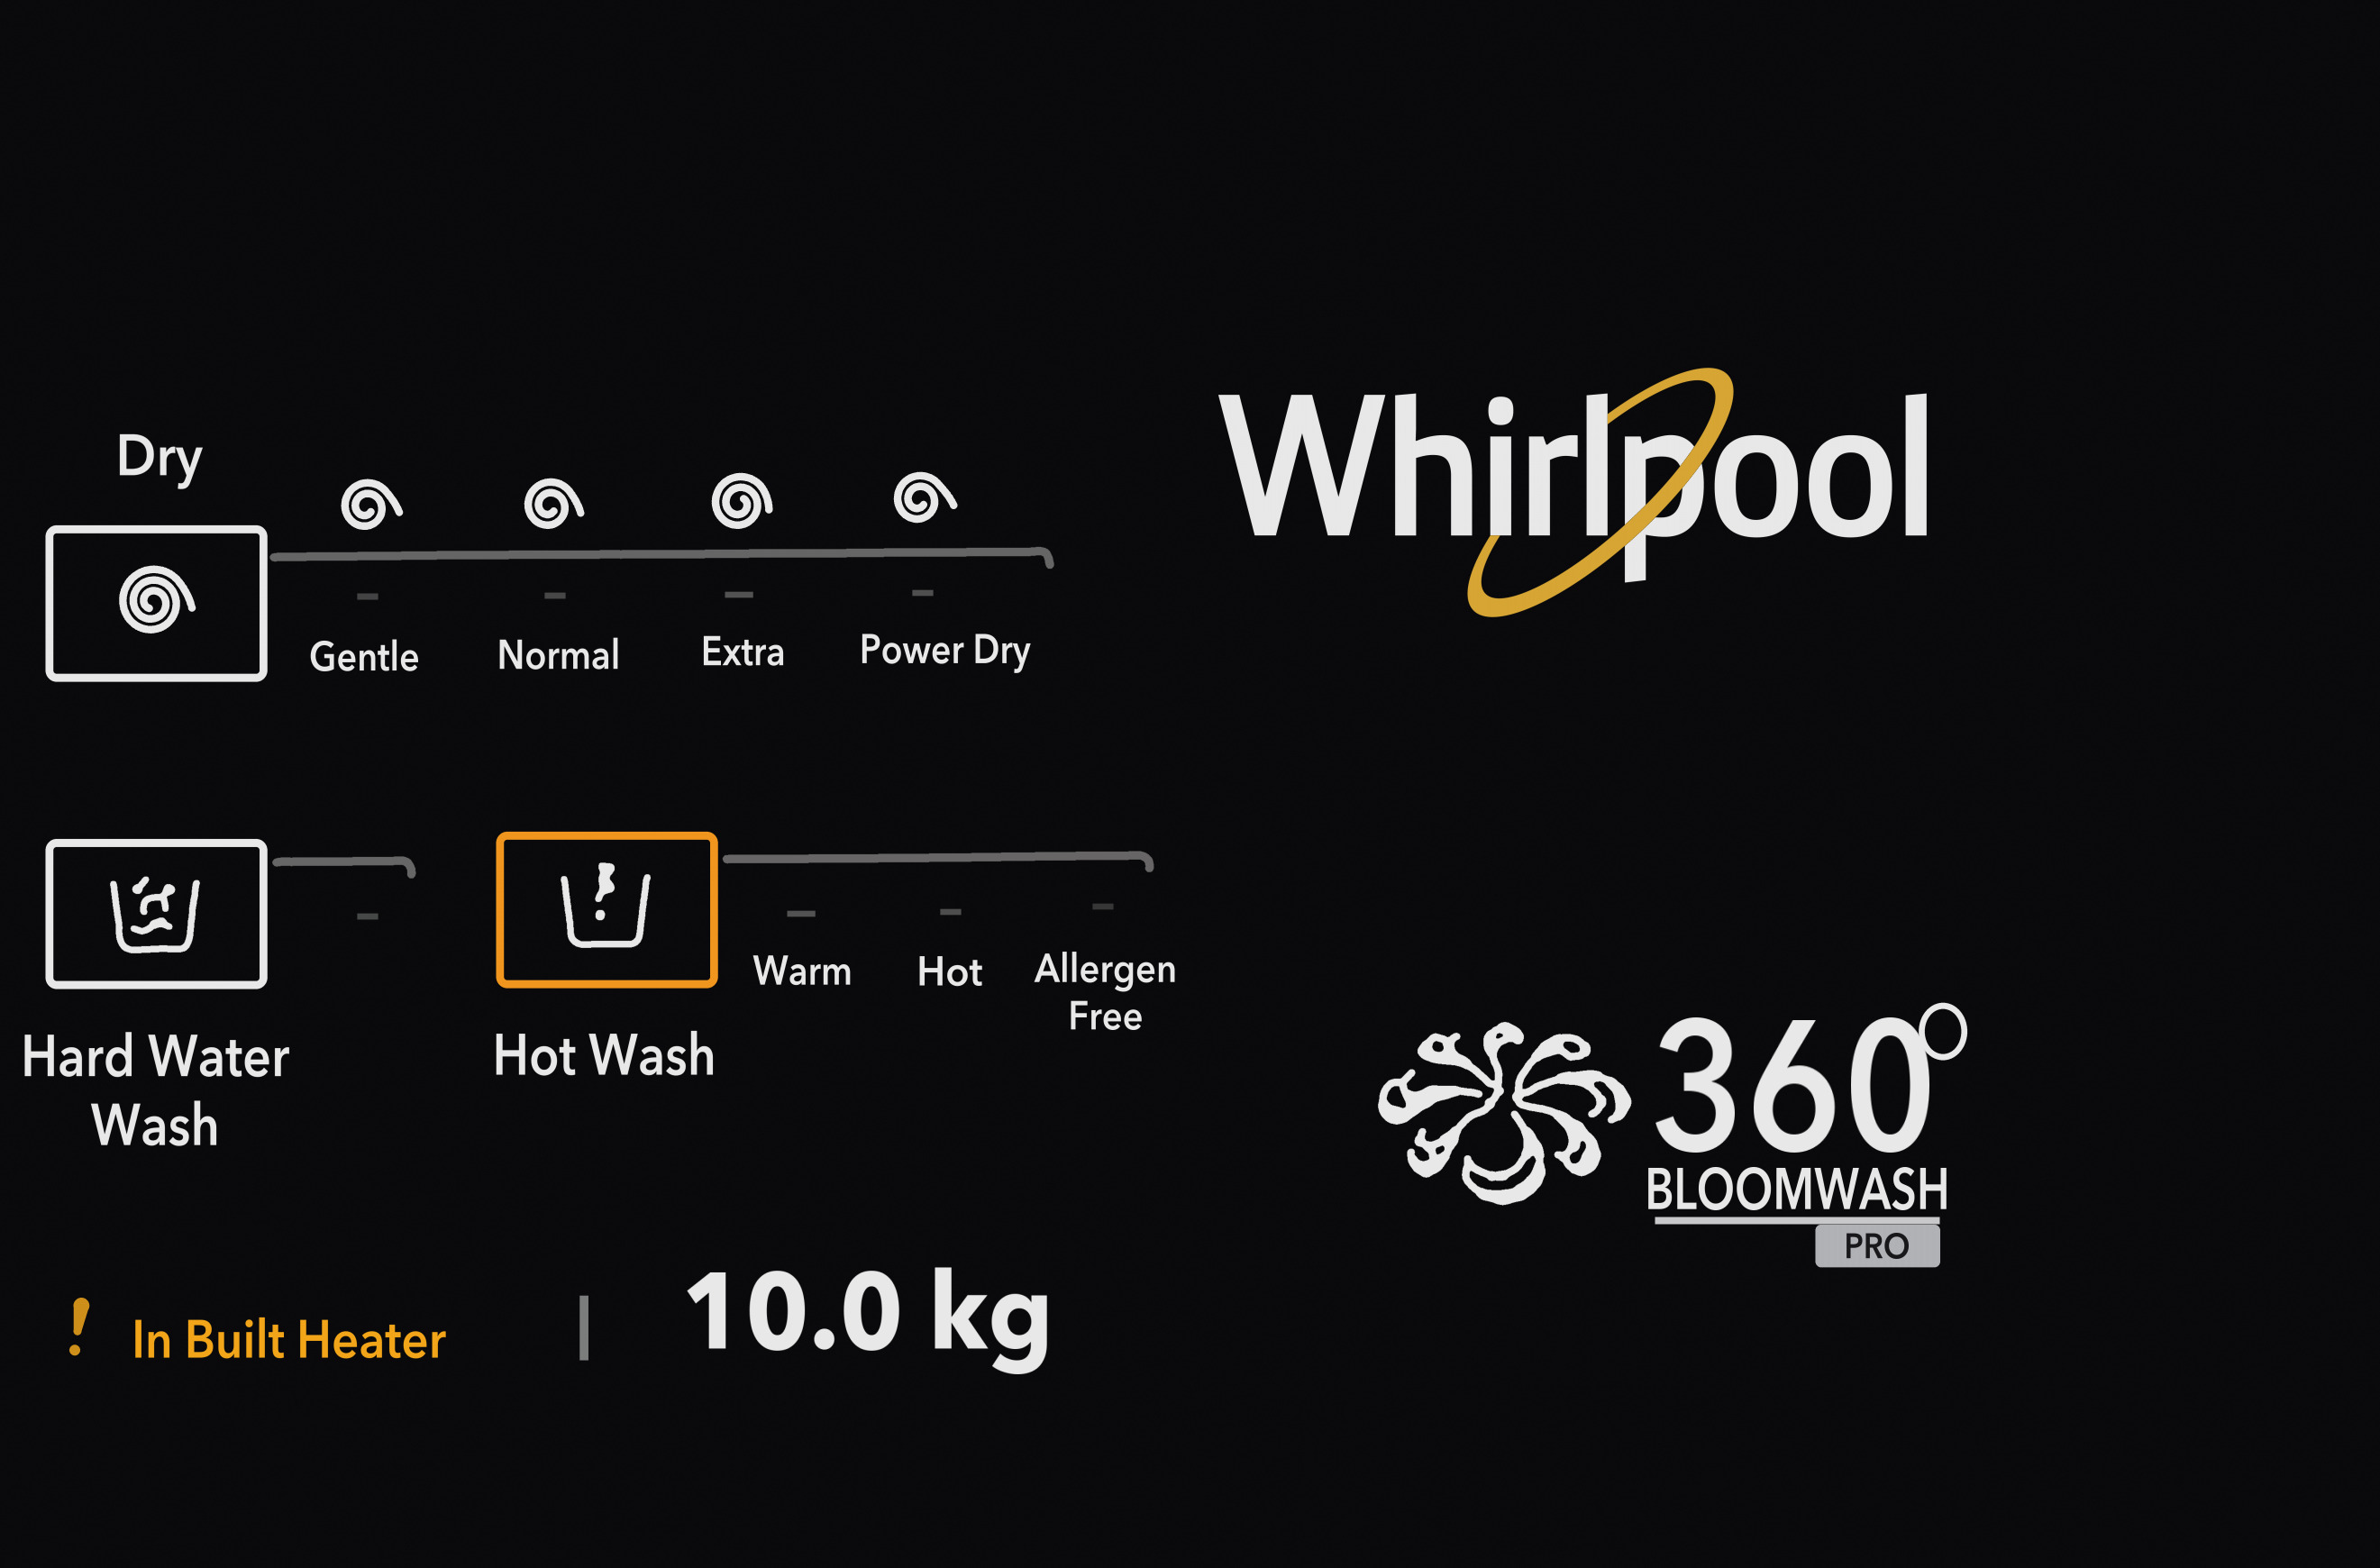 Dry
Gentle
Normal
Extra
Power Dry
Whirlpool
Hard Water
Wash
Hot Wash
Warm
Hot
Allergen
Free
360°
BLOOMWASH
PRO
In Built Heater
10.0 kg